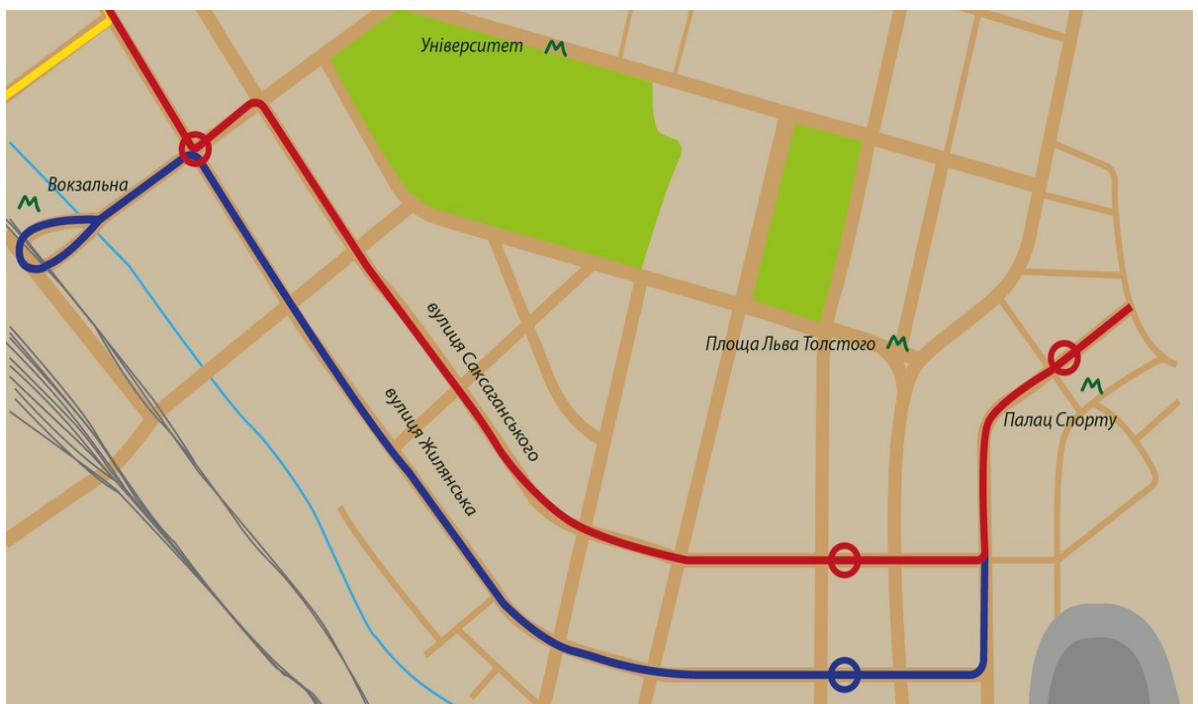 Університет
Вокзальна
вулиця Саксаганського
Площа Льва Толстого
вулиця Жилянська
Палац Спорту